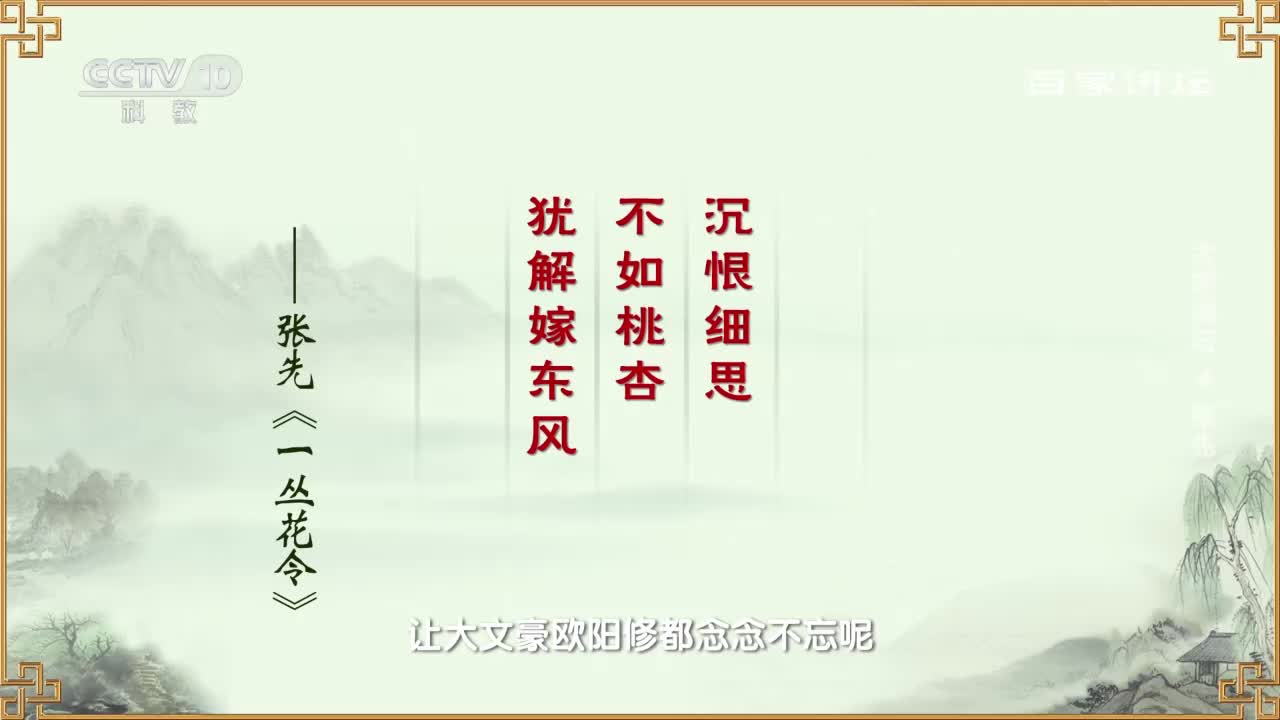 CCTV 10
科教
百家讲坛
沉恨细思
不如桃杏
犹解嫁东风
——张先《一丛花令》
让大文豪欧阳修都念念不忘呢